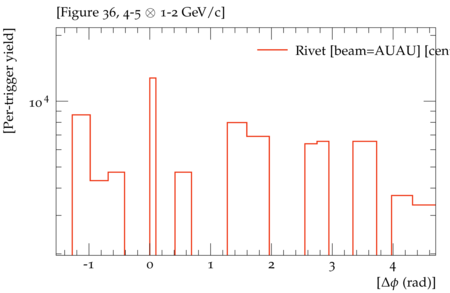 [Figure 36, 4-5 ⊗ 1-2 GeV/c]
[Per-trigger yield]
Rivet [beam=AUAU] [cen
10⁴
-1 0 1 2 3 4
[Δϕ (rad)]